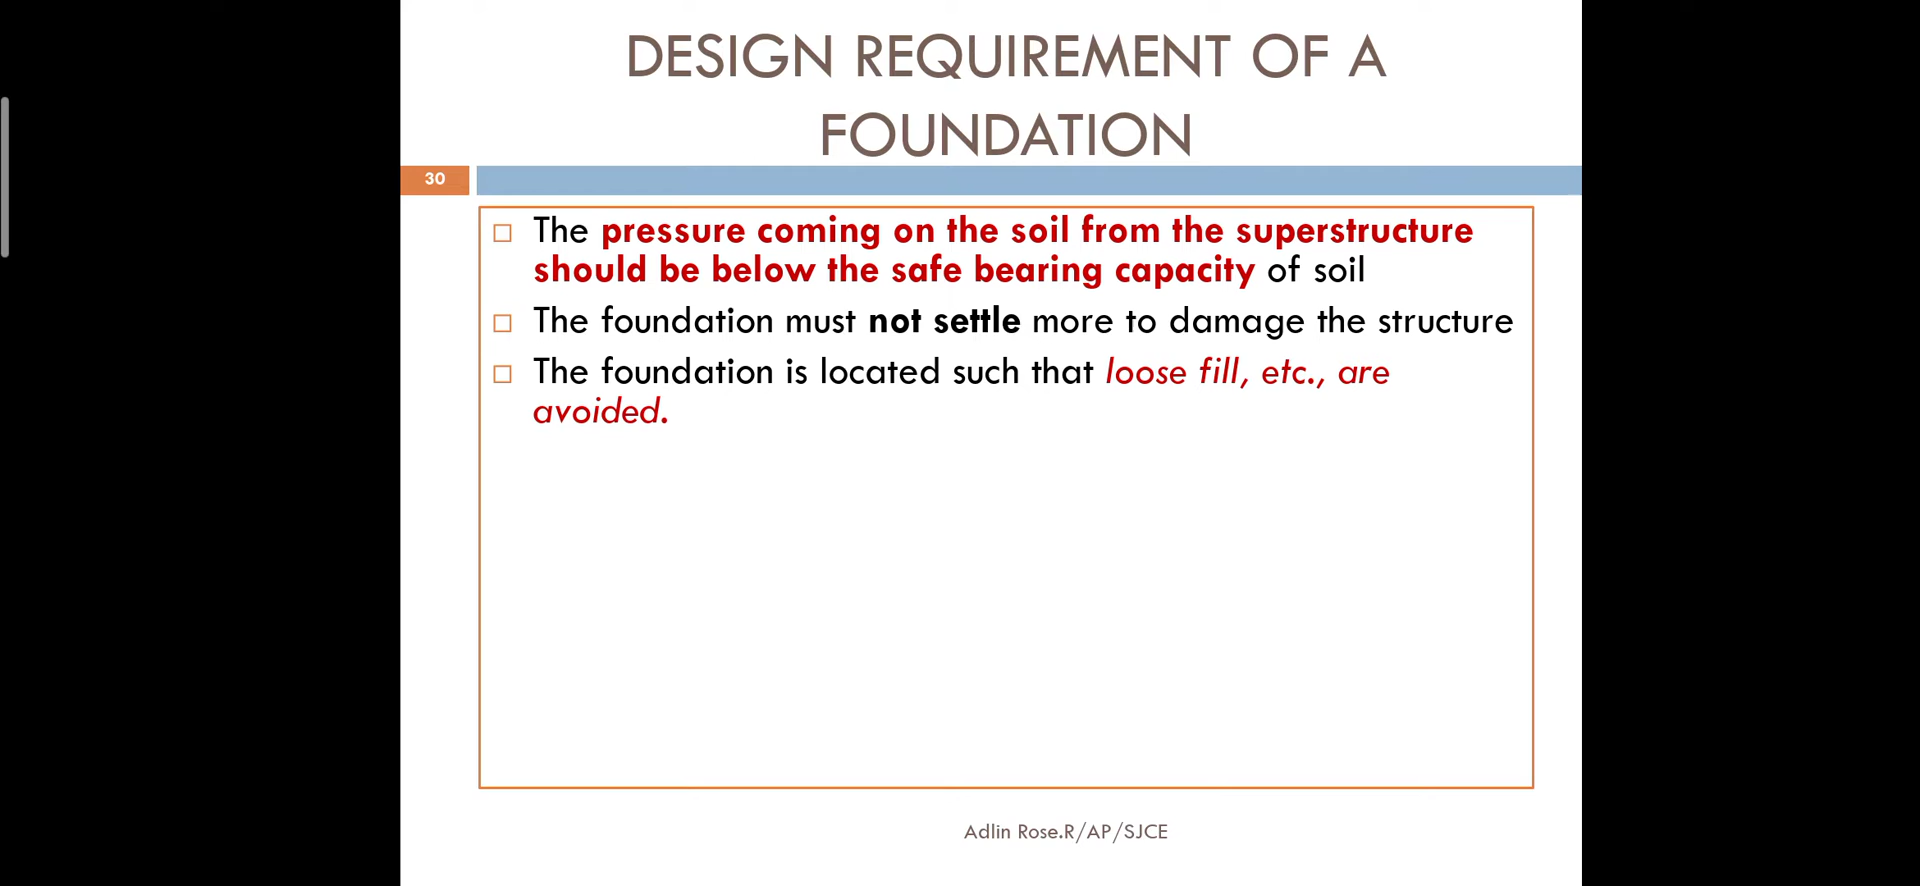 DESIGN REQUIREMENT OF A
FOUNDATION
30
The pressure coming on the soil from the superstructure
should be below the safe bearing capacity of soil
The foundation must not settle more to damage the structure
The foundation is located such that loose fill, etc., are
avoided.
Adlin Rose.R/AP/SJCE